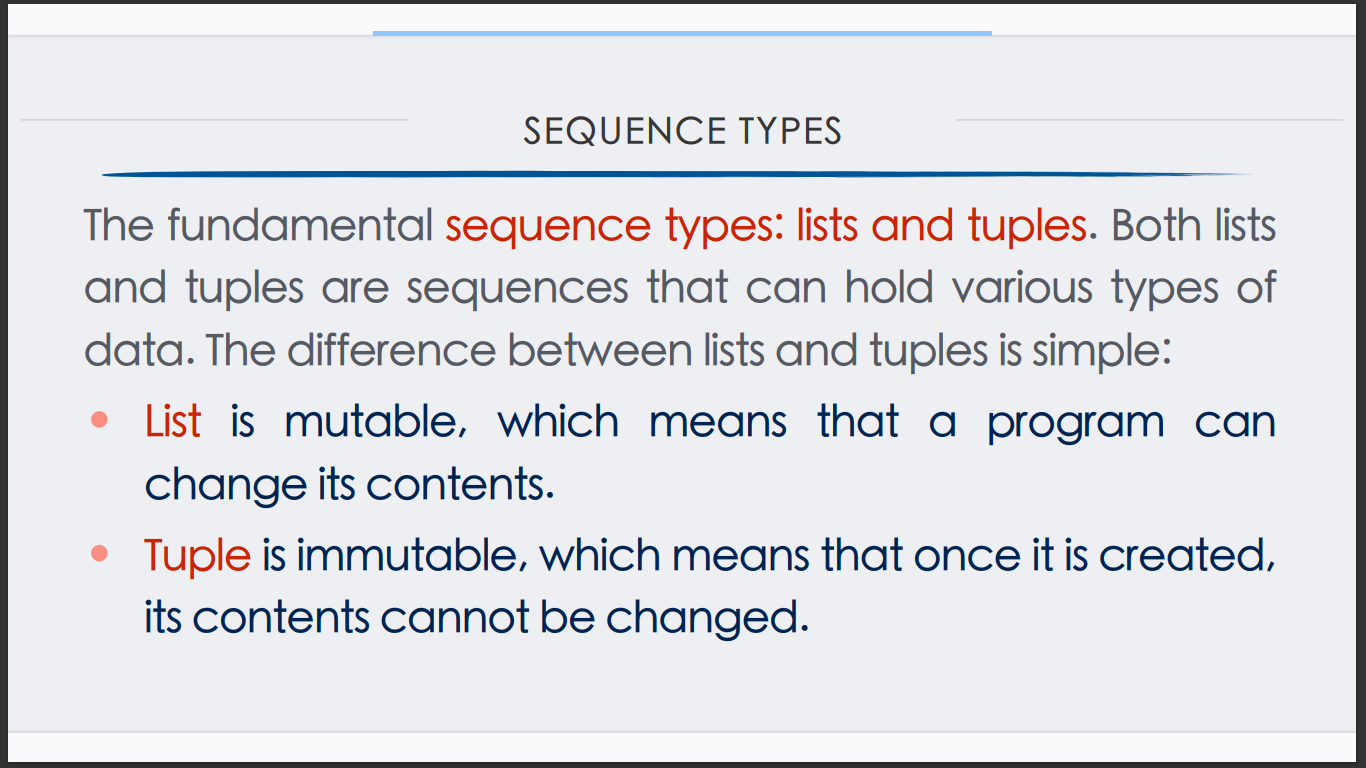 SEQUENCE TYPES
The fundamental sequence types: lists and tuples. Both lists
and tuples are sequences that can hold various types of
data. The difference between lists and tuples is simple:
• List is mutable, which means that a program can
change its contents.
• Tuple is immutable, which means that once it is created,
its contents cannot be changed.